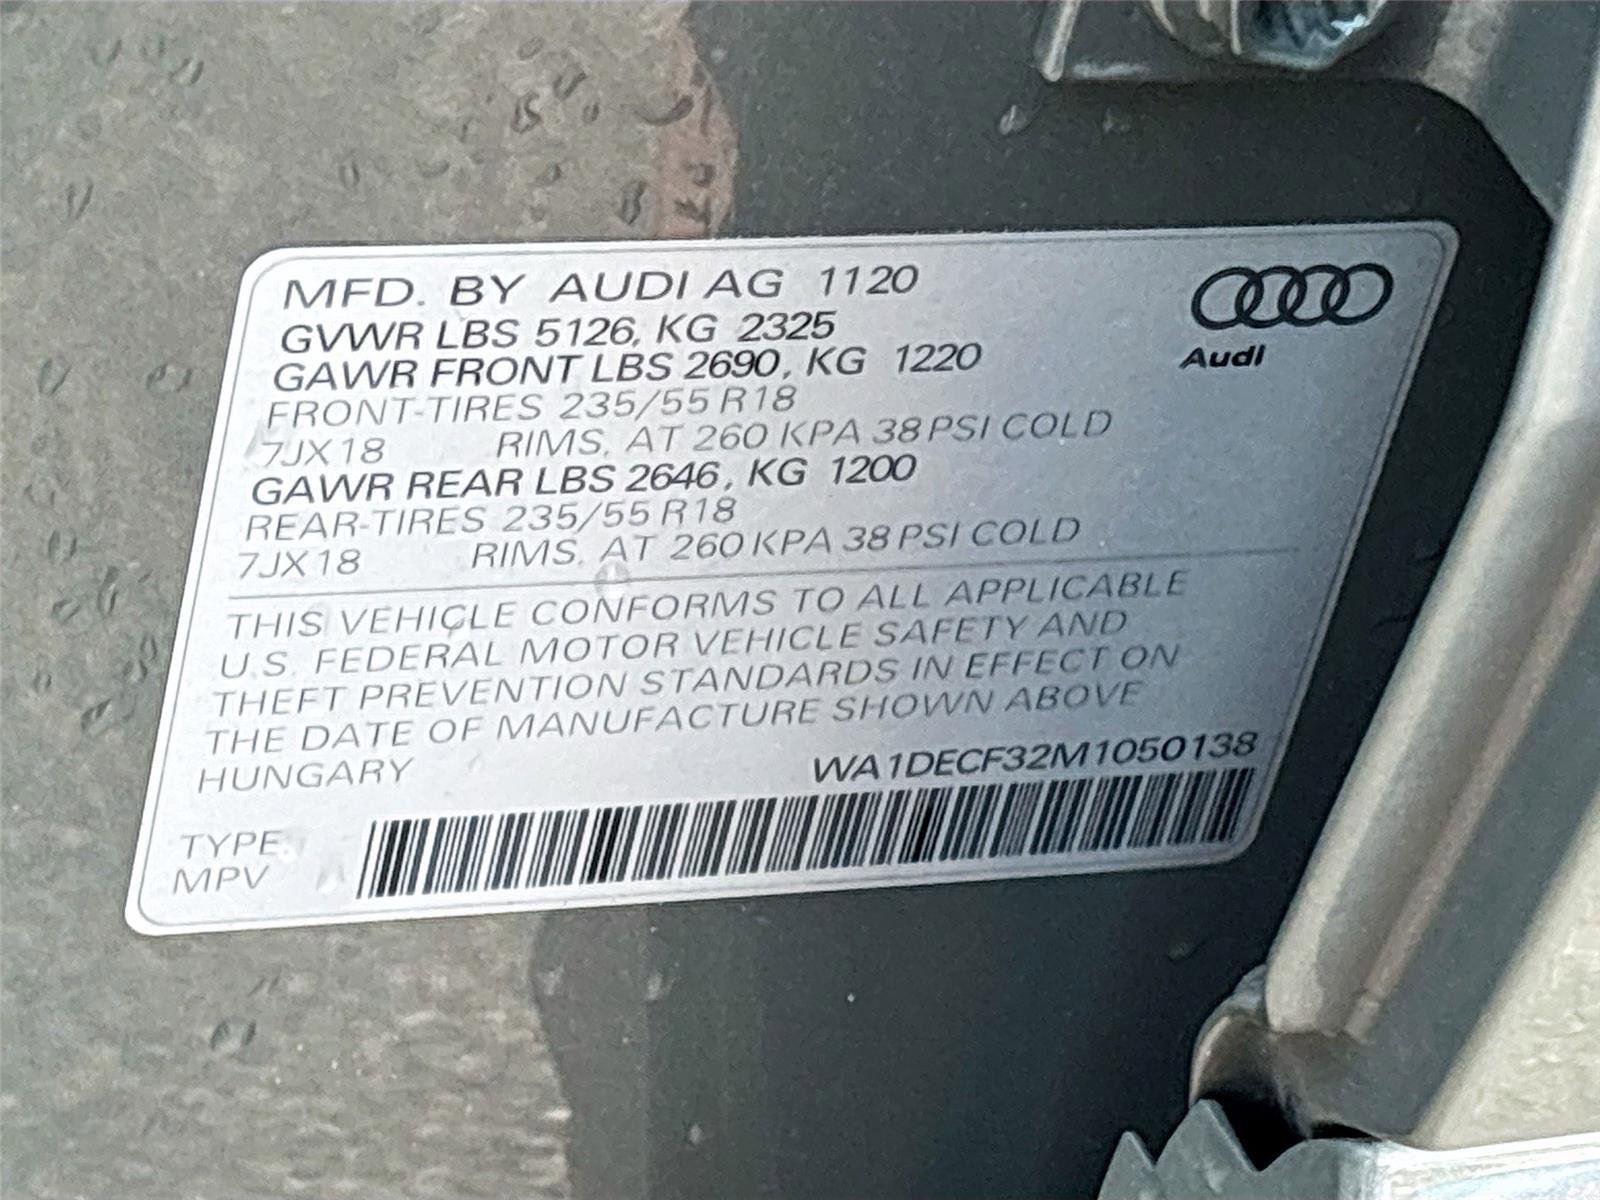 MFD. BY AUDI AG 1120
GVWR LBS 5126, KG 2325
GAWR FRONT LBS 2690, KG 1220
FRONT-TIRES 235/55 R18
7JX18 RIMS, AT 260 KPA 38 PSI COLD
GAWR REAR LBS 2646, KG 1200
REAR-TIRES 235/55 R18
7JX18 RIMS, AT 260 KPA 38 PSI COLD
Audi
THIS VEHICLE CONFORMS TO ALL APPLICABLE
U.S. FEDERAL MOTOR VEHICLE SAFETY AND
THEFT PREVENTION STANDARDS IN EFFECT ON
THE DATE OF MANUFACTURE SHOWN ABOVE
HUNGARY WA1DECF32M1050138
TYPE
MPV